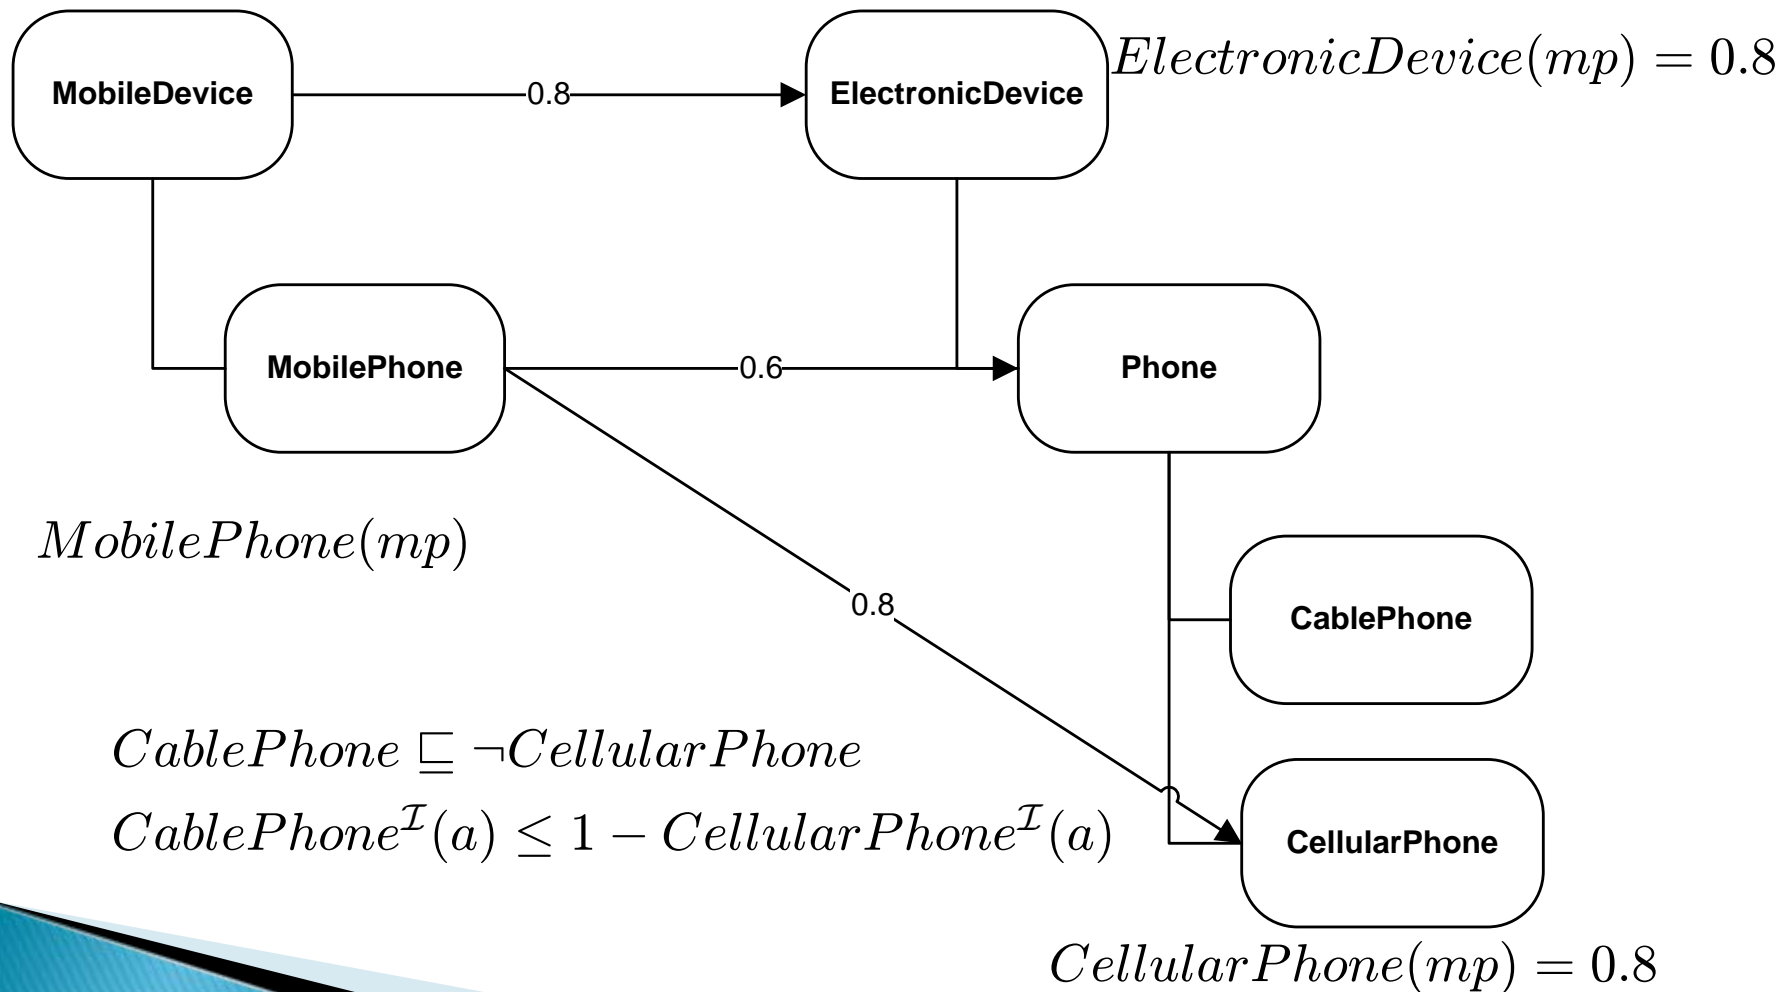 MobileDevice
0.8
ElectronicDevice
ElectronicDevice(mp) = 0.8
MobilePhone
0.6
Phone
MobilePhone(mp)
0.8
CablePhone
CablePhone ⊑ ¬CellularPhone
CablePhone^ℐ(a) ≤ 1 − CellularPhone^ℐ(a)
CellularPhone
CellularPhone(mp) = 0.8